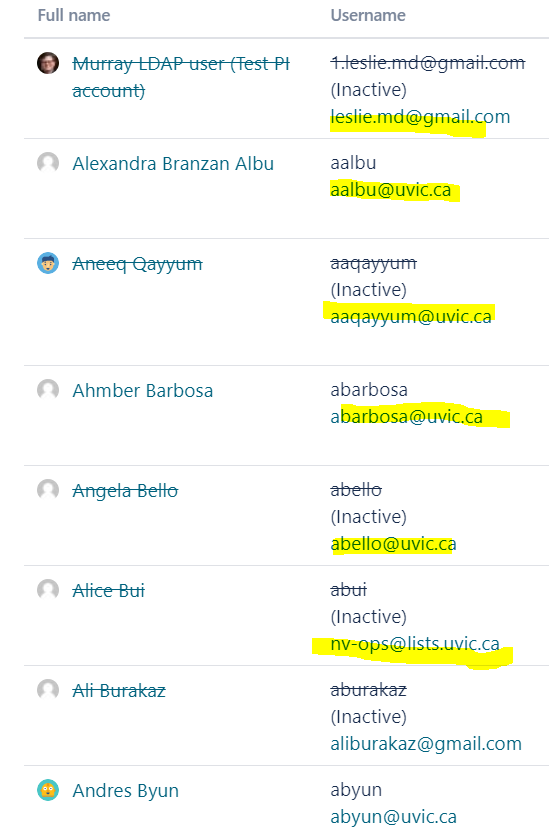 Full name Username
Murray LDAP user (Test PI 1.leslie.md@gmail.com
account) (Inactive)
leslie.md@gmail.com
Alexandra Branzan Albu aalbu
aalbu@uvic.ca
Aneeq Qayyum aaqayyum
(Inactive)
aaqayyum@uvic.ca
Ahmber Barbosa abarbosa
abarbosa@uvic.ca
Angela Bello abello
(Inactive)
abello@uvic.ca
Alice Bui abui
(Inactive)
nv-ops@lists.uvic.ca
Ali Burakaz aburakaz
(Inactive)
aliburakaz@gmail.com
Andres Byun abyun
abyun@uvic.ca